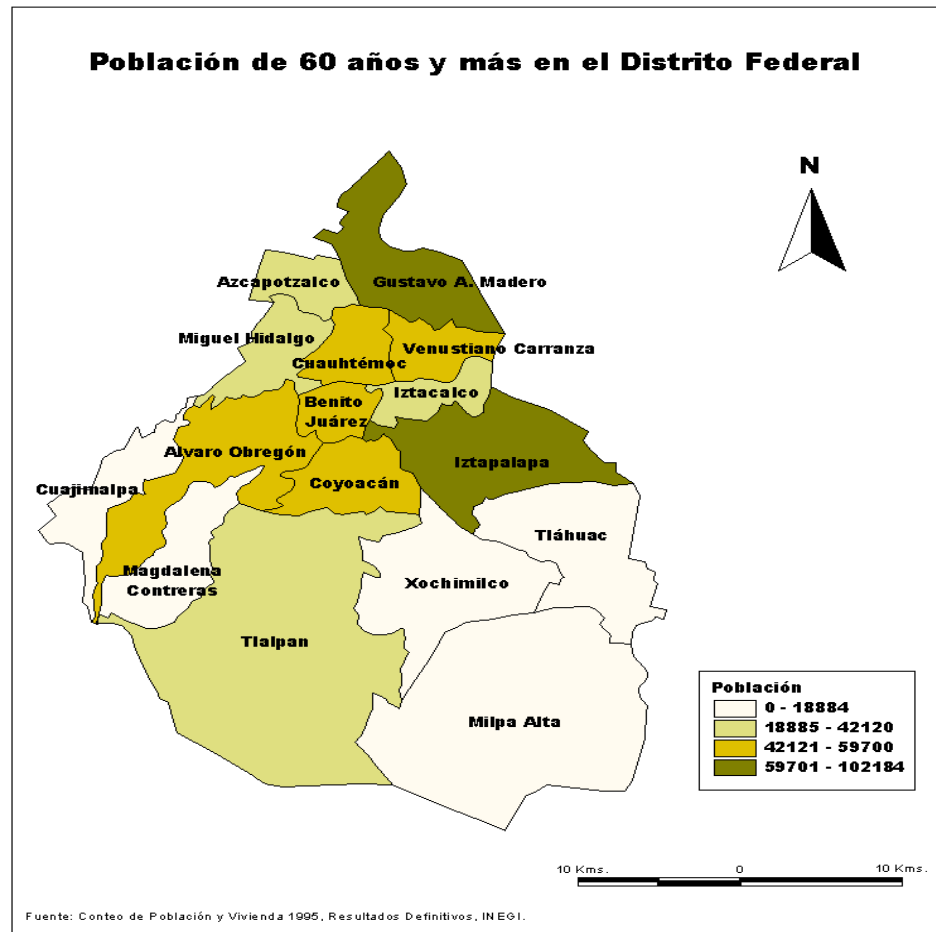 Población de 60 años y más en el Distrito Federal
N
Azcapotzalco
Gustavo A. Madero
Miguel Hidalgo
Cuauhtémoc
Venustiano Carranza
Iztacalco
Benito
Juárez
Alvaro Obregón
Iztapalapa
Cuajimalpa
Coyoacán
Tláhuac
Magdalena
Contreras
Xochimilco
Tlalpan
Milpa Alta
Población
0 - 18884
18885 - 42120
42121 - 59700
59701 - 102184
10 Kms. 0 10 Kms.
Fuente: Conteo de Población y Vivienda 1995, Resultados Definitivos, INEGI.